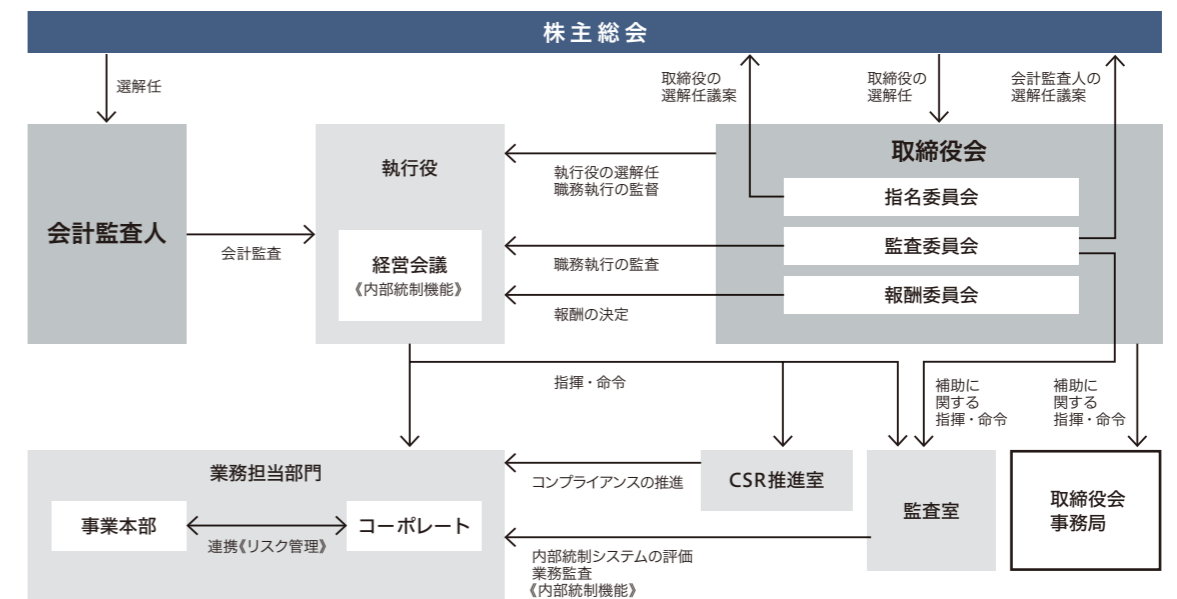 株主総会
選解任
取締役の
選解任議案
取締役の
選解任
会計監査人の
選解任議案
会計監査人
会計監査
執行役
経営会議
《内部統制機能》
執行役の選解任
職務執行の監督
職務執行の監査
報酬の決定
取締役会
指名委員会
監査委員会
報酬委員会
指揮・命令
補助に
関する
指揮・命令
補助に
関する
指揮・命令
業務担当部門
事業本部
連携《リスク管理》
コーポレート
コンプライアンスの推進
CSR推進室
内部統制システムの評価
業務監査
《内部統制機能》
監査室
取締役会
事務局